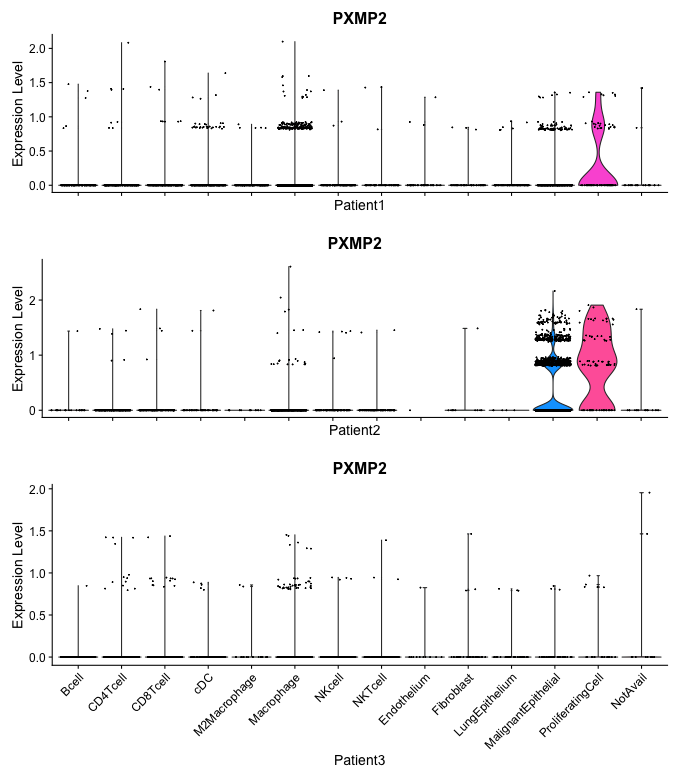 PXMP2
Expression Level
2.0
1.5
1.0
0.5
0.0
Patient1
PXMP2
Expression Level
2
1
0
Patient2
PXMP2
Expression Level
2.0
1.5
1.0
0.5
0.0
Bcell
CD4Tcell
CD8Tcell
cDC
M2Macrophage
Macrophage
NKcell
NKTcell
Endothelium
Fibroblast
LungEpithelium
MalignantEpithelial
ProliferatingCell
NotAvail
Patient3